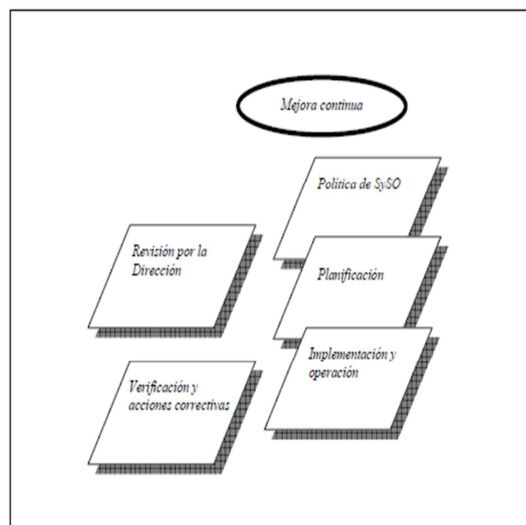 Mejora continua
Política de SySO
Revisión por la
Dirección
Planificación
Implementación y
operación
Verificación y
acciones correctivas